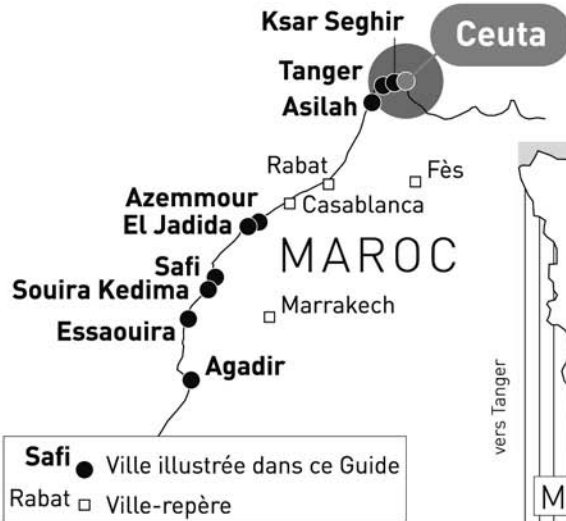 Ksar Seghir
Ceuta
Tanger
Asilah
Rabat
Fès
Azemmour
Casablanca
El Jadida
MAROC
Safi
Souira Kedima
Marrakech
Essaouira
Agadir
vers Tanger
Safi Ville illustrée dans ce Guide
Rabat Ville-repère
M